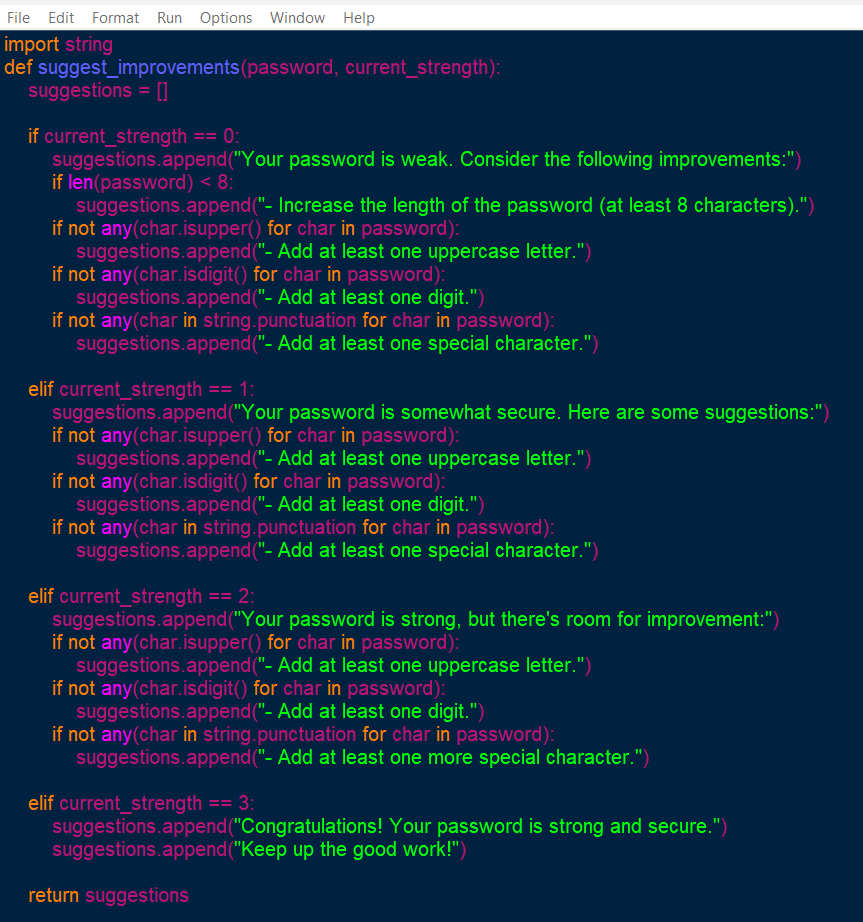 File Edit Format Run Options Window Help
import string
def suggest_improvements(password, current_strength):
    suggestions = []

    if current_strength == 0:
        suggestions.append("Your password is weak. Consider the following improvements:")
        if len(password) < 8:
            suggestions.append("- Increase the length of the password (at least 8 characters).")
        if not any(char.isupper() for char in password):
            suggestions.append("- Add at least one uppercase letter.")
        if not any(char.isdigit() for char in password):
            suggestions.append("- Add at least one digit.")
        if not any(char in string.punctuation for char in password):
            suggestions.append("- Add at least one special character.")

    elif current_strength == 1:
        suggestions.append("Your password is somewhat secure. Here are some suggestions:")
        if not any(char.isupper() for char in password):
            suggestions.append("- Add at least one uppercase letter.")
        if not any(char.isdigit() for char in password):
            suggestions.append("- Add at least one digit.")
        if not any(char in string.punctuation for char in password):
            suggestions.append("- Add at least one special character.")

    elif current_strength == 2:
        suggestions.append("Your password is strong, but there's room for improvement:")
        if not any(char.isupper() for char in password):
            suggestions.append("- Add at least one uppercase letter.")
        if not any(char.isdigit() for char in password):
            suggestions.append("- Add at least one digit.")
        if not any(char in string.punctuation for char in password):
            suggestions.append("- Add at least one more special character.")

    elif current_strength == 3:
        suggestions.append("Congratulations! Your password is strong and secure.")
        suggestions.append("Keep up the good work!")

    return suggestions